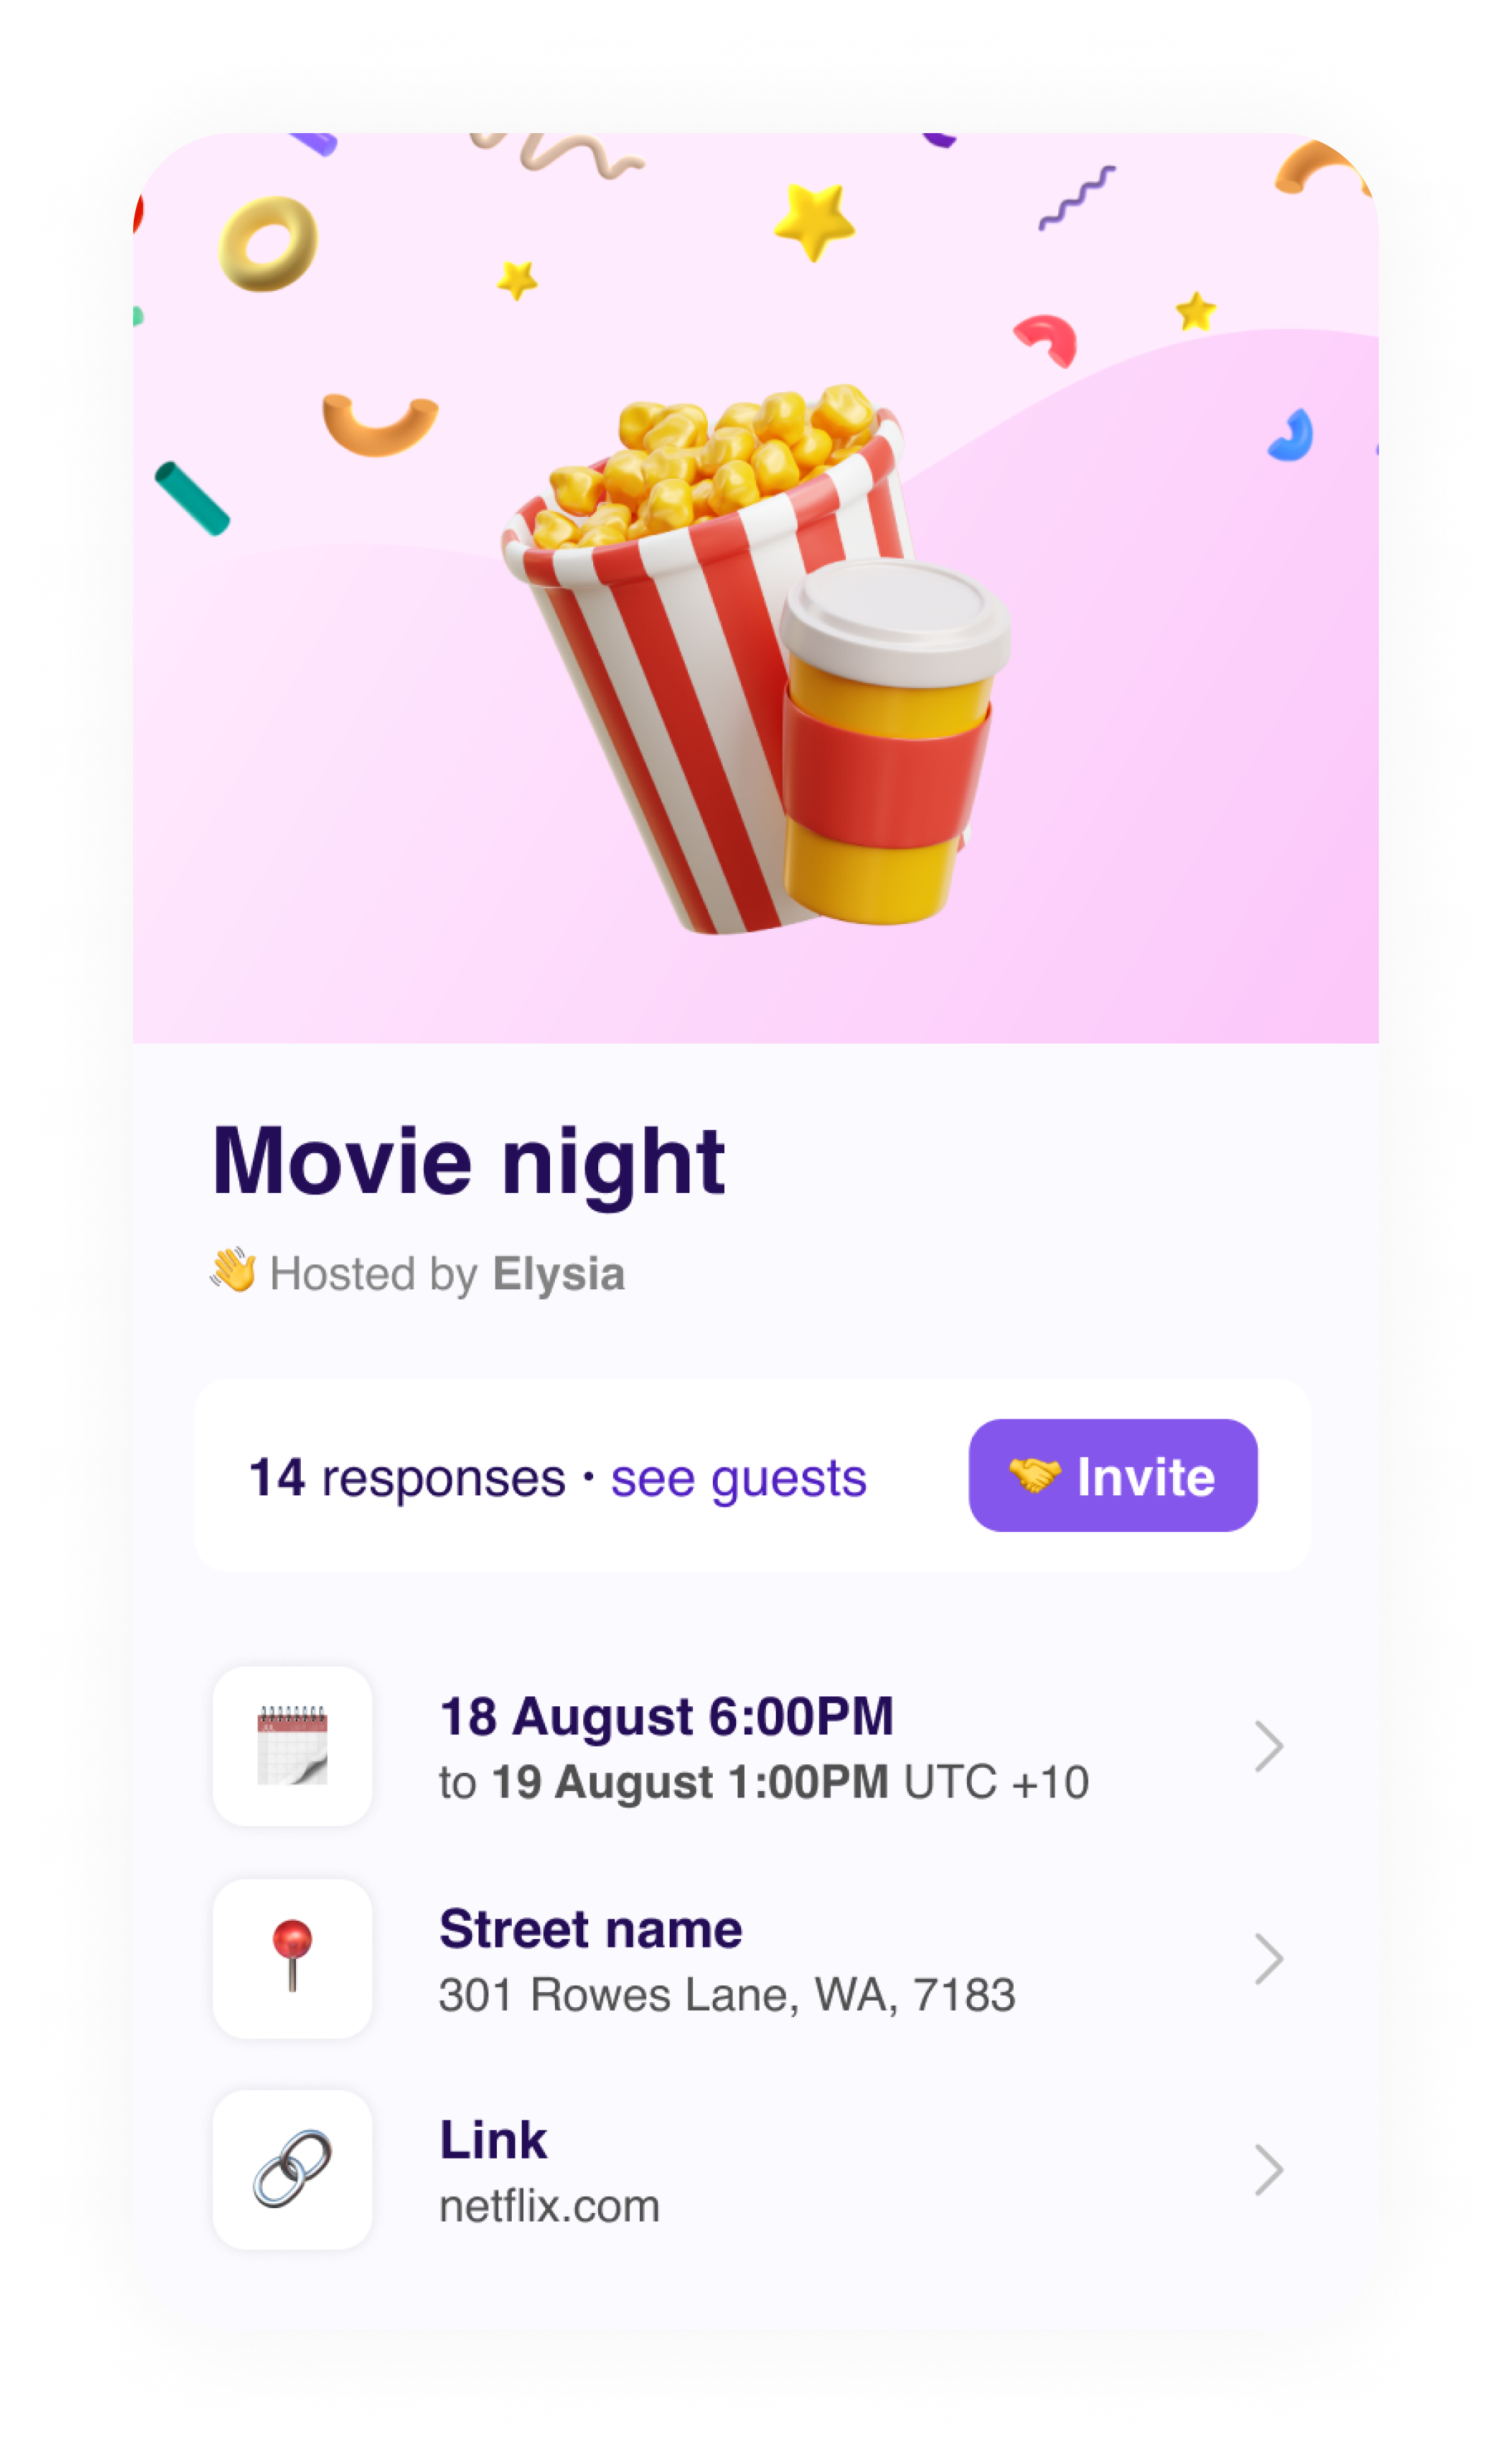 Movie night
👋 Hosted by Elysia
14 responses • see guests
🤝 Invite
18 August 6:00PM
to 19 August 1:00PM UTC +10
Street name
301 Rowes Lane, WA, 7183
Link
netflix.com